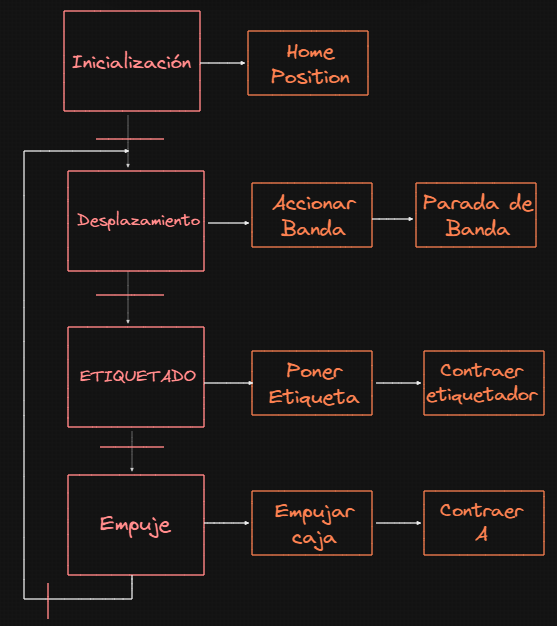 Inicialización
Home
Position
Desplazamiento
Accionar
Banda
Parada de
Banda
ETIQUETADO
Poner
Etiqueta
Contraer
etiquetador
Empuje
Empujar
caja
Contraer
A